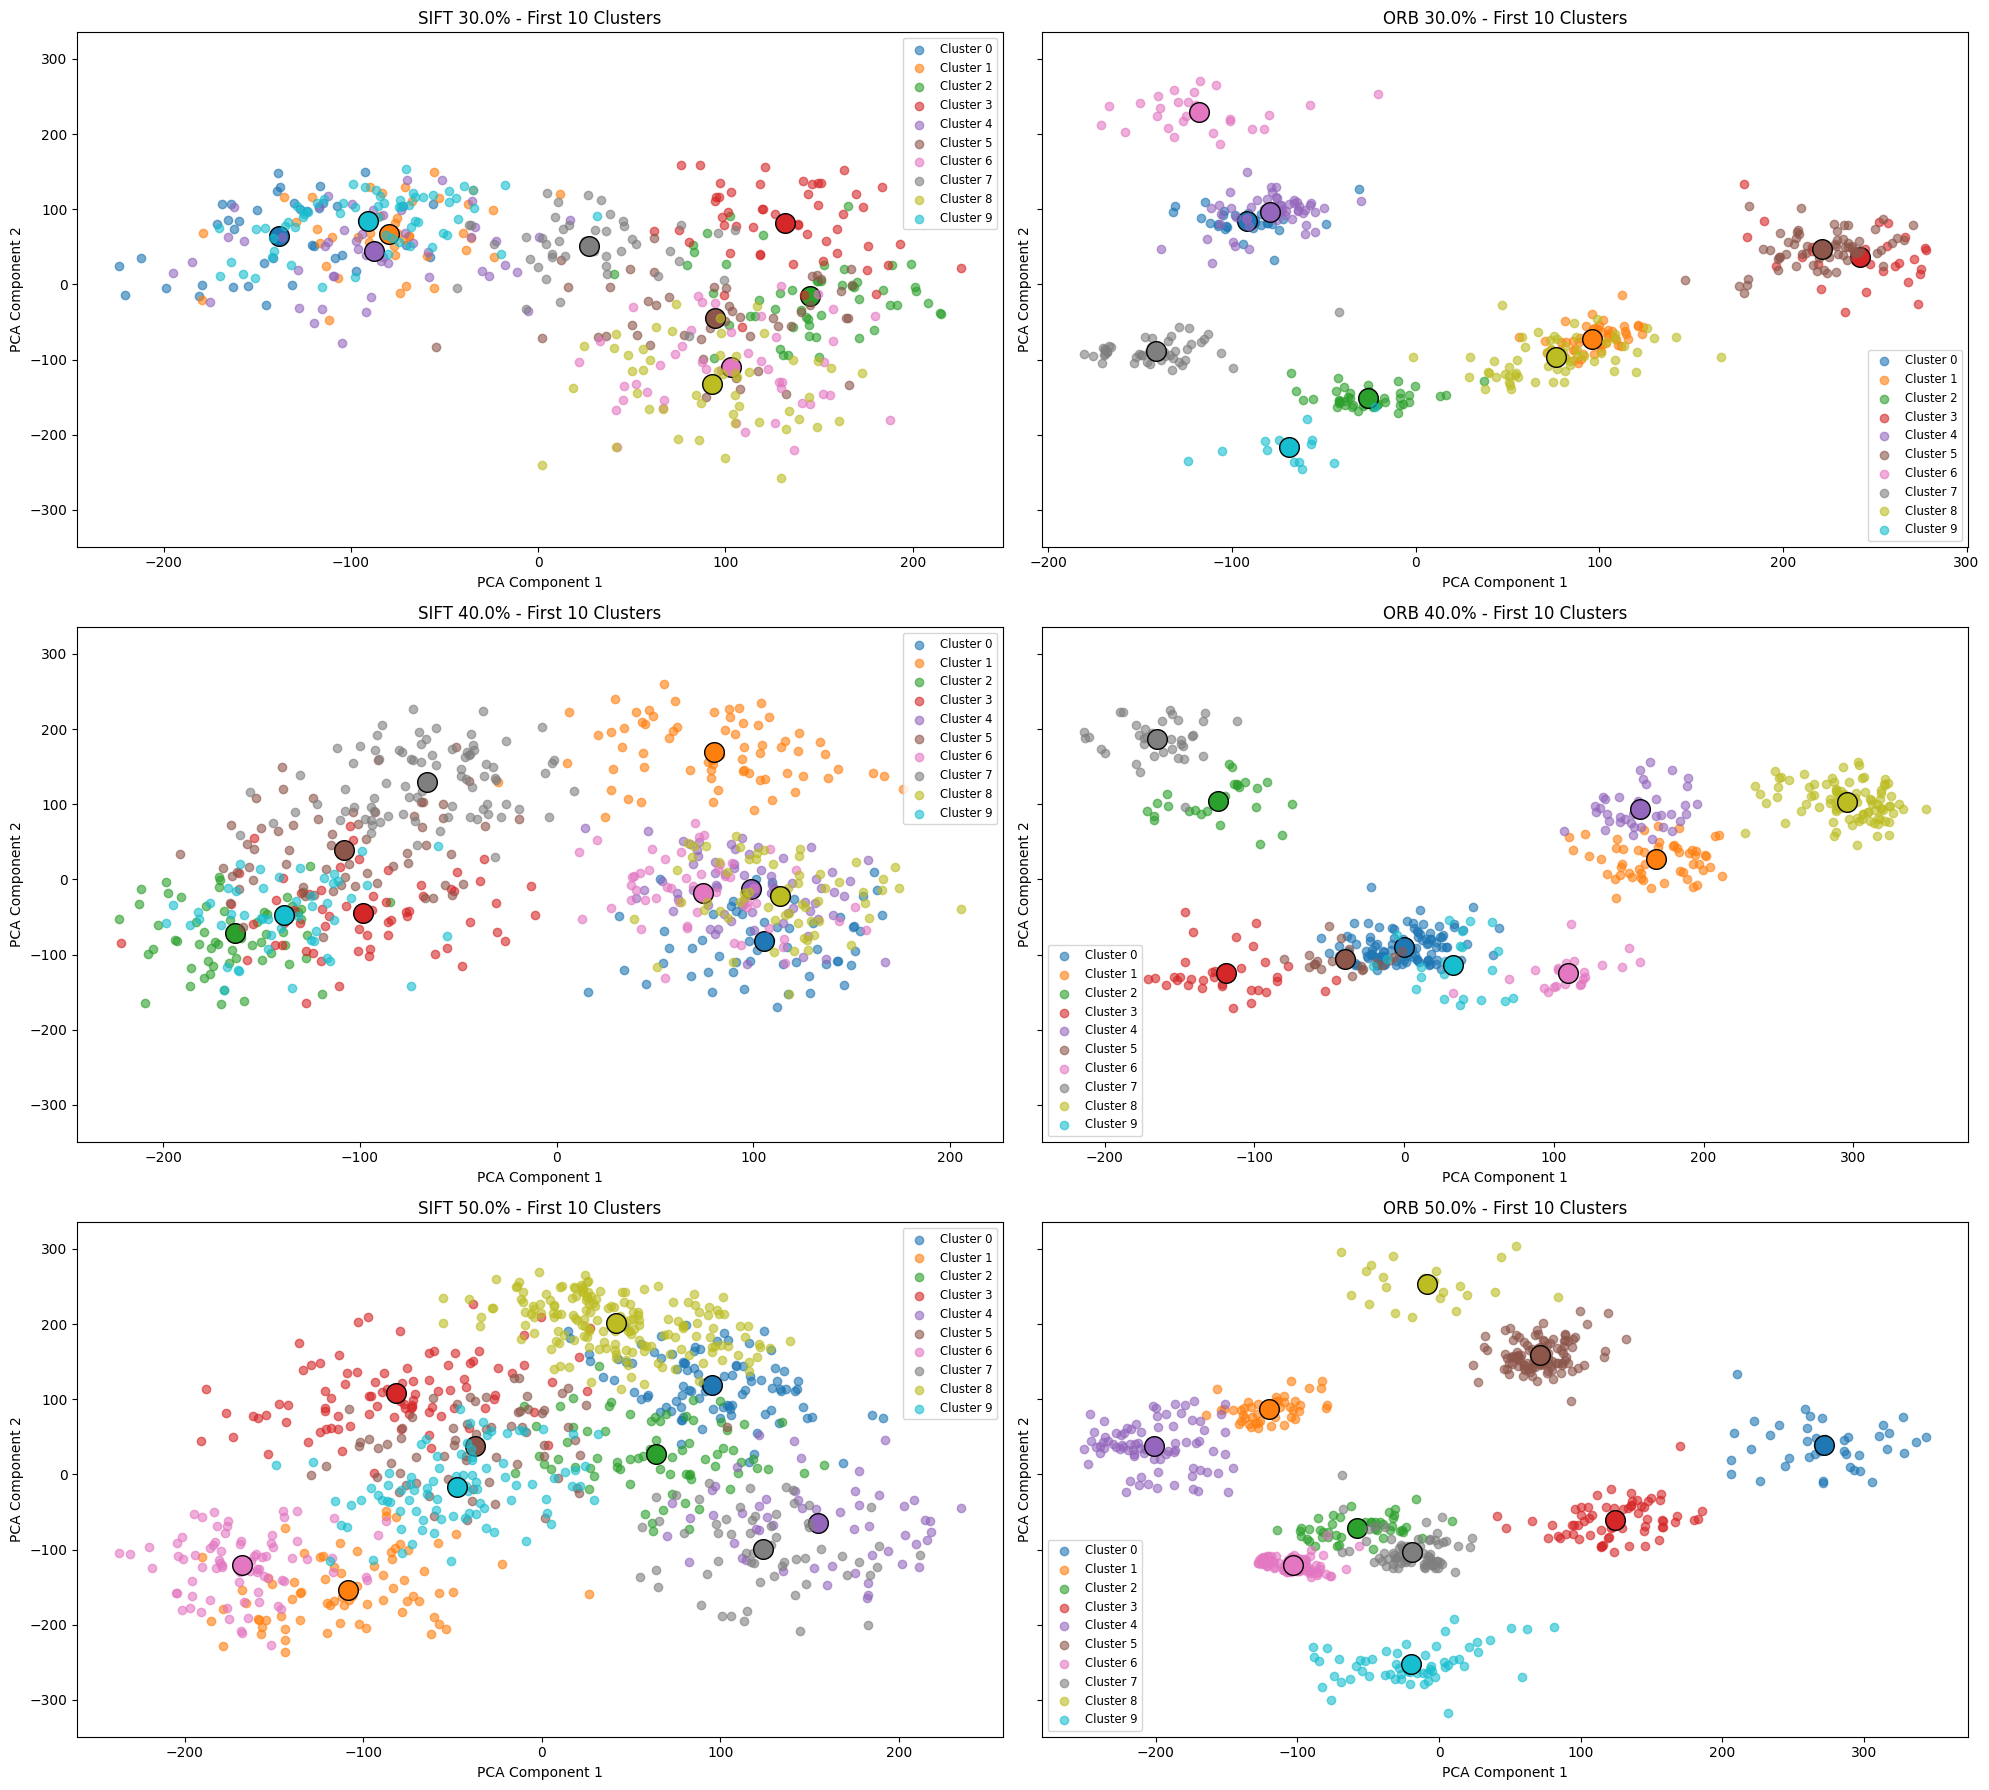 SIFT 30.0% - First 10 Clusters
PCA Component 2
300
200
100
0
−100
−200
−300
−200
−100
0
100
200
PCA Component 1
Cluster 0
Cluster 1
Cluster 2
Cluster 3
Cluster 4
Cluster 5
Cluster 6
Cluster 7
Cluster 8
Cluster 9
ORB 30.0% - First 10 Clusters
PCA Component 2
−200
−100
0
100
200
300
PCA Component 1
Cluster 0
Cluster 1
Cluster 2
Cluster 3
Cluster 4
Cluster 5
Cluster 6
Cluster 7
Cluster 8
Cluster 9
SIFT 40.0% - First 10 Clusters
PCA Component 2
300
200
100
0
−100
−200
−300
−200
−100
0
100
200
PCA Component 1
Cluster 0
Cluster 1
Cluster 2
Cluster 3
Cluster 4
Cluster 5
Cluster 6
Cluster 7
Cluster 8
Cluster 9
ORB 40.0% - First 10 Clusters
PCA Component 2
−200
−100
0
100
200
300
PCA Component 1
Cluster 0
Cluster 1
Cluster 2
Cluster 3
Cluster 4
Cluster 5
Cluster 6
Cluster 7
Cluster 8
Cluster 9
SIFT 50.0% - First 10 Clusters
PCA Component 2
300
200
100
0
−100
−200
−300
−200
−100
0
100
200
PCA Component 1
Cluster 0
Cluster 1
Cluster 2
Cluster 3
Cluster 4
Cluster 5
Cluster 6
Cluster 7
Cluster 8
Cluster 9
ORB 50.0% - First 10 Clusters
PCA Component 2
−200
−100
0
100
200
300
PCA Component 1
Cluster 0
Cluster 1
Cluster 2
Cluster 3
Cluster 4
Cluster 5
Cluster 6
Cluster 7
Cluster 8
Cluster 9